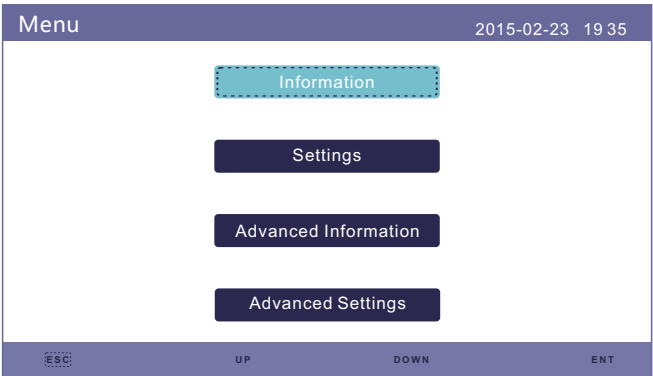 Menu 2015-02-23 19 35
Information
Settings
Advanced Information
Advanced Settings
ESC UP DOWN ENT